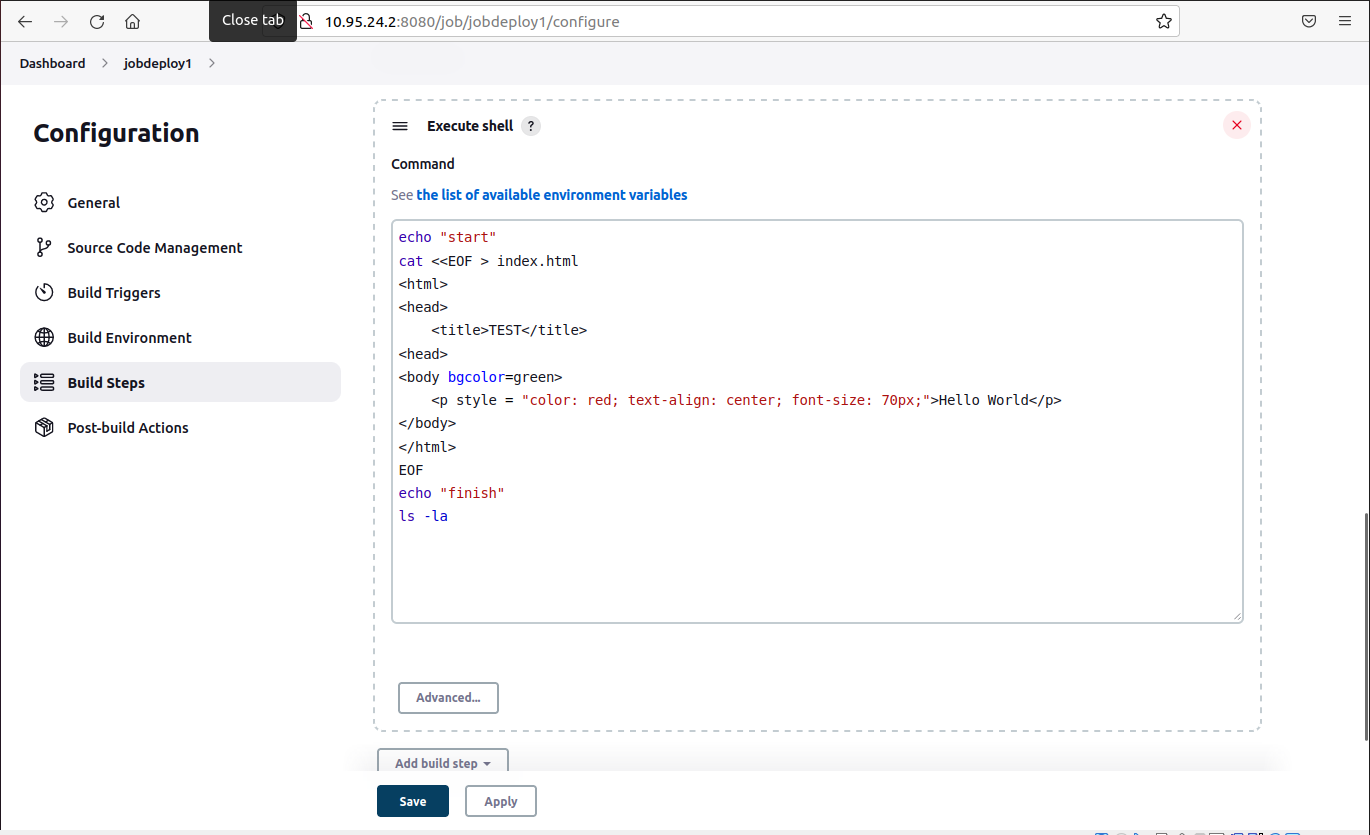 Close tab
10.95.24.2:8080/job/jobdeploy1/configure
Dashboard > jobdeploy1 >
Configuration
General
Source Code Management
Build Triggers
Build Environment
Build Steps
Post-build Actions
Execute shell ?
Command
See the list of available environment variables
echo "start"
cat <<EOF > index.html
<html>
<head>
    <title>TEST</title>
<head>
<body bgcolor=green>
    <p style = "color: red; text-align: center; font-size: 70px;">Hello World</p>
</body>
</html>
EOF
echo "finish"
ls -la
Advanced...
Add build step
Save Apply